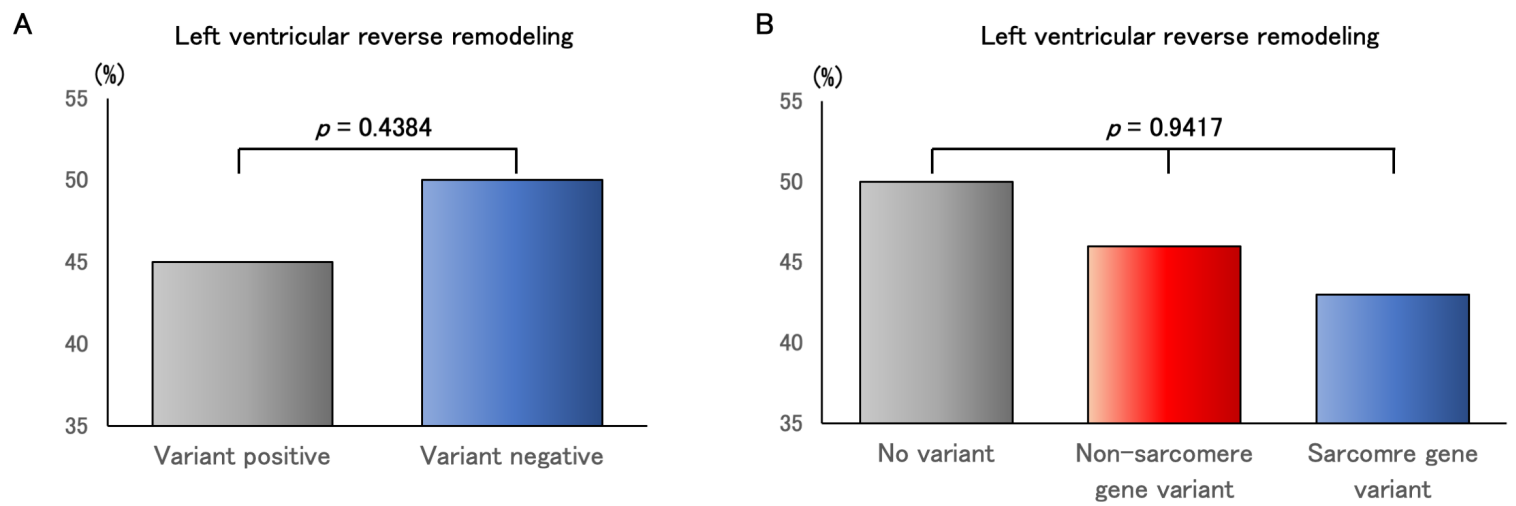 A
Left ventricular reverse remodeling
(%)
55
50
45
40
35
p = 0.4384
Variant positive
Variant negative
B
Left ventricular reverse remodeling
(%)
55
50
45
40
35
p = 0.9417
No variant
Non-sarcomere
gene variant
Sarcomre gene
variant